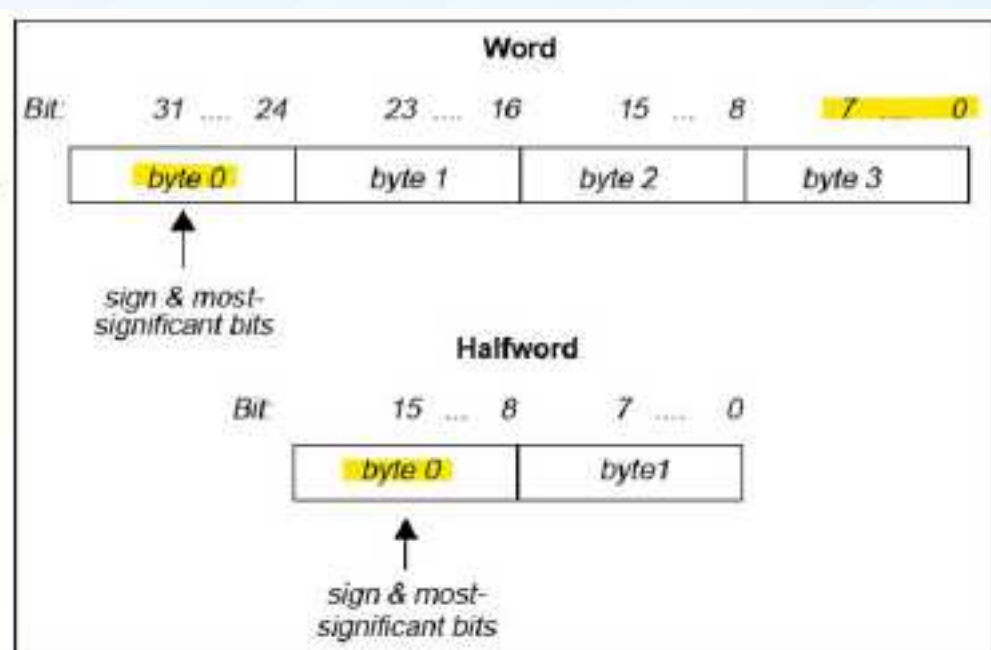 Word
Bit: 31 .... 24 23 .... 16 15 ... 8 7 .... 0
byte 0 byte 1 byte 2 byte 3
sign & most-
significant bits
Halfword
Bit: 15 ... 8 7 .... 0
byte 0 byte1
sign & most-
significant bits